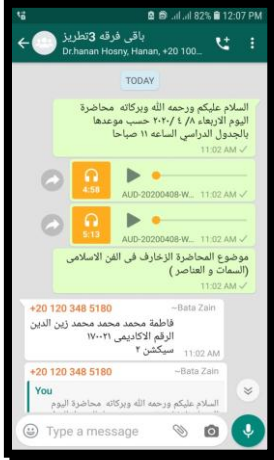 82% 12:07 PM
باقي فرقه 3تطريز
Dr.hanan Hosny, Hanan, +20 100...
TODAY
السلام عليكم ورحمه الله وبركاته محاضرة
اليوم الاربعاء ٨/ ٤ /٢٠٢٠ حسب موعدها
بالجدول الدراسي الساعه ١١ صباحا
11:02 AM
4:58
AUD-20200408-W... 11:02 AM
5:13
AUD-20200408-W... 11:02 AM
موضوع المحاضرة الزخارف فى الفن الاسلامى
(السمات و العناصر )
11:02 AM
+20 120 348 5180 ~Bata Zain
فاطمة محمد محمد محمد زين الدين
الرقم الاكاديمى ١٧٠٠٢١
سيكشن ٢ 11:02 AM
+20 120 348 5180 ~Bata Zain
You
السلام عليكم ورحمه الله وبركاته محاضرة اليوم
Type a message